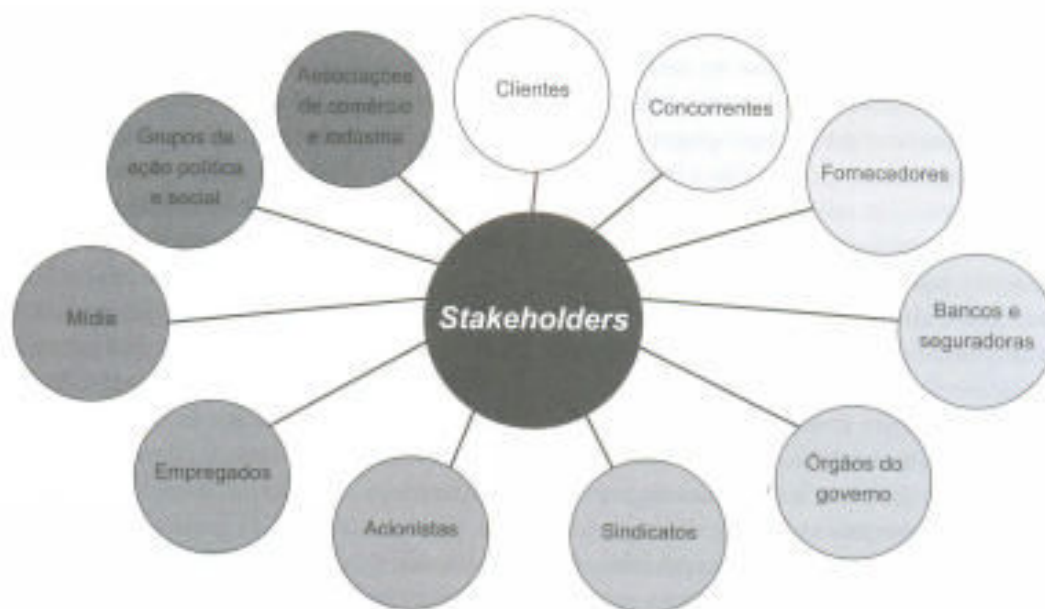 Clientes
Concorrentes
Fornecedores
Bancos e
seguradoras
Órgãos do
governo
Sindicatos
Acionistas
Empregados
Mídia
Grupos de
ação política
e social
Associações
de comércio
e indústria
Stakeholders